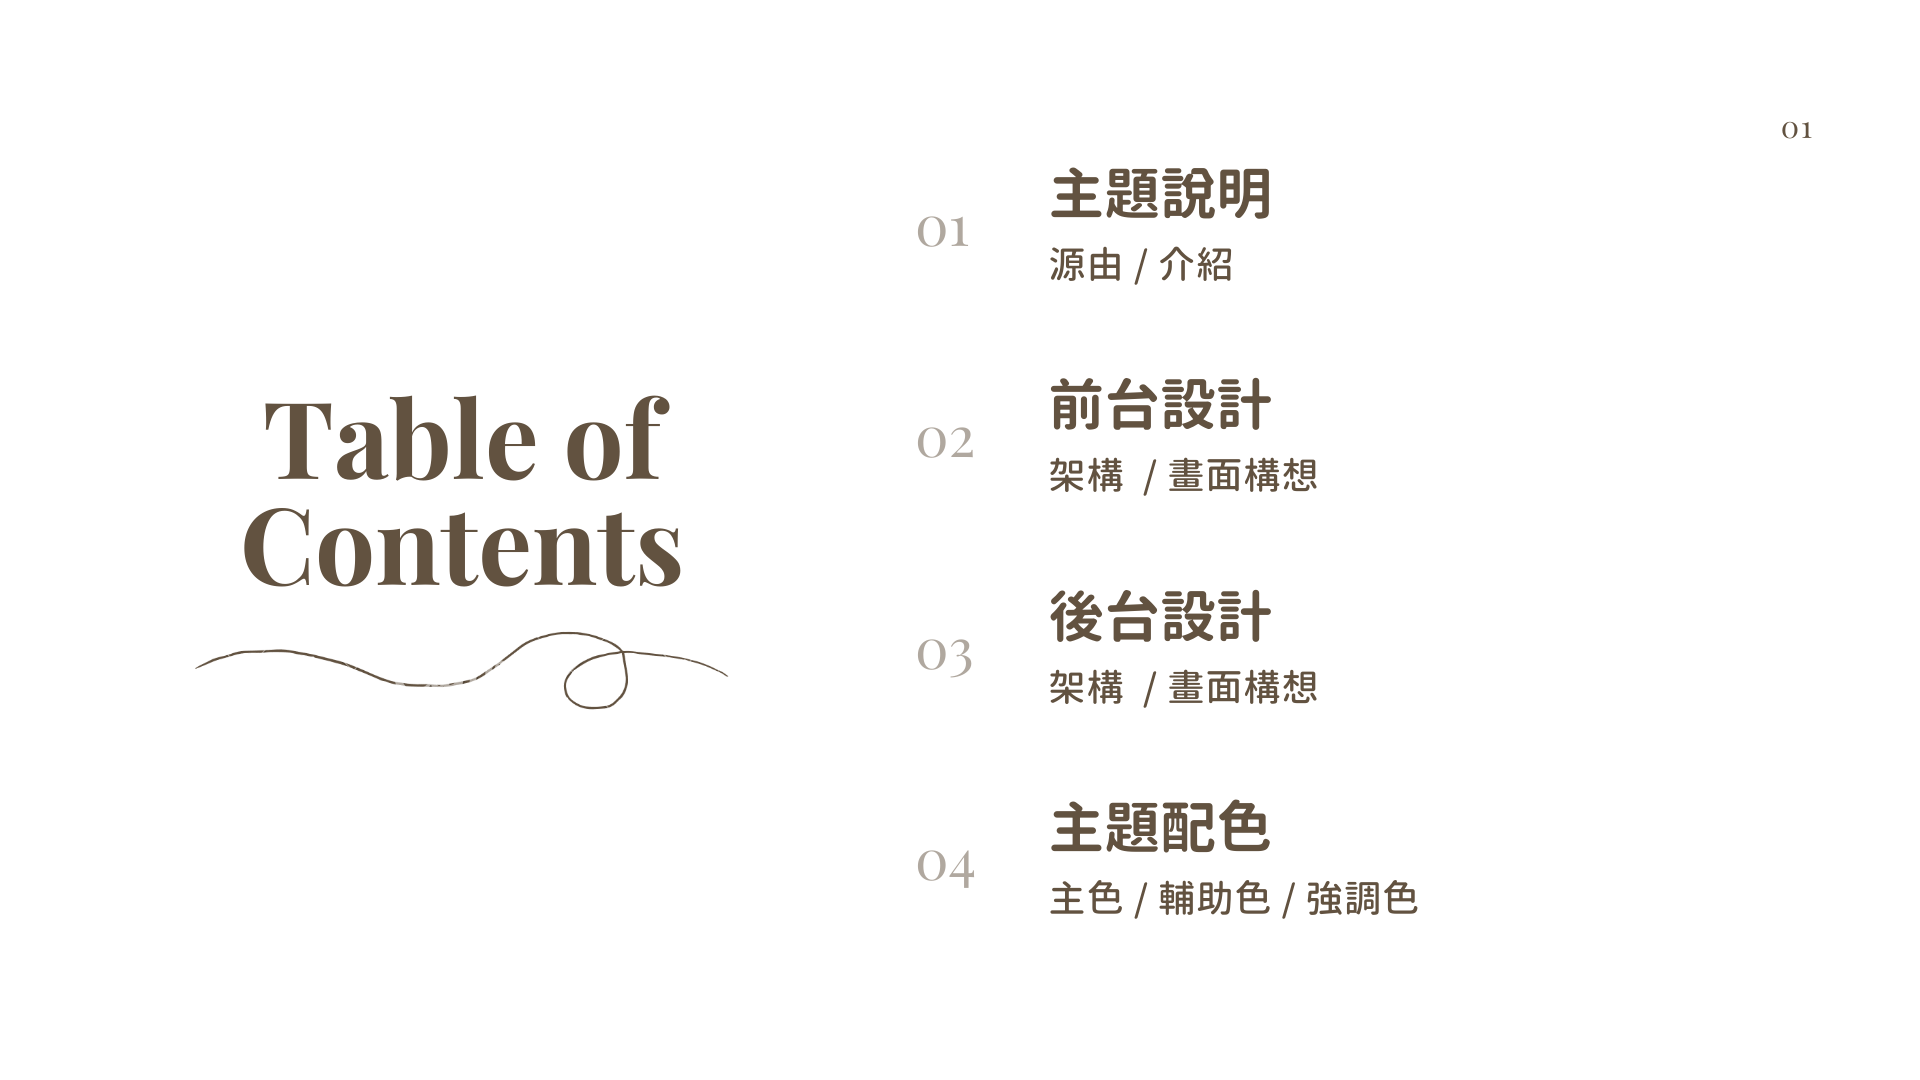 01
Table of
Contents
01
主題說明
源由 / 介紹
02
前台設計
架構  / 畫面構想
03
後台設計
架構  / 畫面構想
04
主題配色
主色 / 輔助色 / 強調色